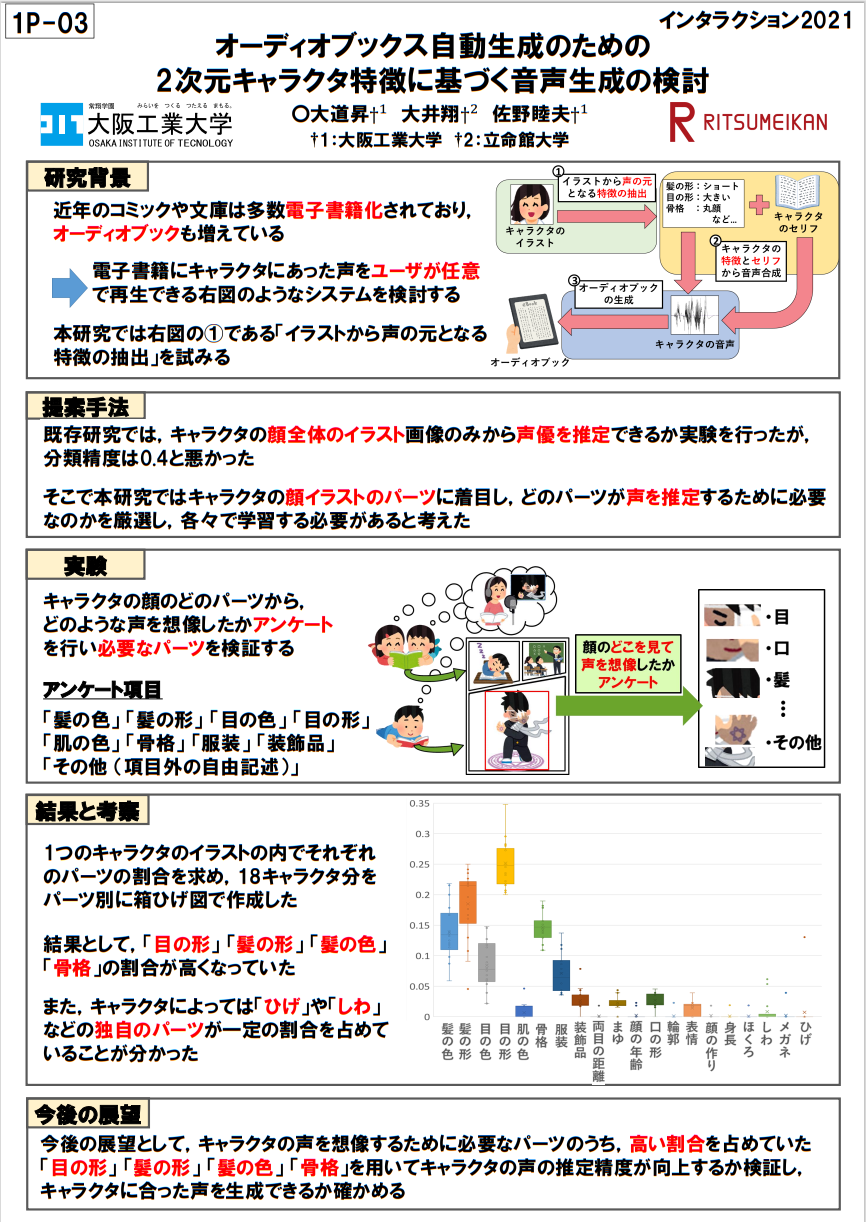 1P-03
インタラクション2021
オーディオブックス自動生成のための
2次元キャラクタ特徴に基づく音声生成の検討
常翔学園 みらいを つくる つたえる まもる。
大阪工業大学
OSAKA INSTITUTE OF TECNOLOGY
〇大道昇†1 大井翔†2 佐野睦夫†1
†1：大阪工業大学 †2：立命館大学
RITSUMEIKAN
研究背景
近年のコミックや文庫は多数電子書籍化されており，
オーディオブックも増えている
電子書籍にキャラクタにあった声をユーザが任意
で再生できる右図のようなシステムを検討する
本研究では右図の①である「イラストから声の元となる
特徴の抽出」を試みる
①
イラストから声の元
となる特徴の抽出
キャラクタの
イラスト
髪の形：ショート
目の形：大きい
骨格 ：丸顔
など…
キャラクタ
のセリフ
②
キャラクタの
特徴とセリフ
から音声合成
③
オーディオブック
の生成
eBook
キャラクタの音声
オーディオブック
提案手法
既存研究では，キャラクタの顔全体のイラスト画像のみから声優を推定できるか実験を行ったが，
分類精度は0.4と悪かった
そこで本研究ではキャラクタの顔イラストのパーツに着目し，どのパーツが声を推定するために必要
なのかを厳選し，各々で学習する必要があると考えた
実験
キャラクタの顔のどのパーツから，
どのような声を想像したかアンケート
を行い必要なパーツを検証する
アンケート項目
「髪の色」「髪の形」「目の色」「目の形」
「肌の色」「骨格」「服装」「装飾品」
「その他（項目外の自由記述）」
顔のどこを見て
声を想像したか
アンケート
・目
・口
・髪
⋮
・その他
結果と考察
1つのキャラクタのイラストの内でそれぞれ
のパーツの割合を求め，18キャラクタ分を
パーツ別に箱ひげ図で作成した
結果として，「目の形」「髪の形」「髪の色」
「骨格」の割合が高くなっていた
また，キャラクタによっては「ひげ」や「しわ」
などの独自のパーツが一定の割合を占めて
いることが分かった
0.35
0.3
0.25
0.2
0.15
0.1
0.05
0
髪の色
髪の形
目の色
目の形
肌の色
骨格
服装
装飾品
両目の距離
まゆ
顔の年齢
口の形
輪郭
表情
顔の作り
身長
ほくろ
しわ
メガネ
ひげ
今後の展望
今後の展望として，キャラクタの声を想像するために必要なパーツのうち，高い割合を占めていた
「目の形」「髪の形」「髪の色」「骨格」を用いてキャラクタの声の推定精度が向上するか検証し，
キャラクタに合った声を生成できるか確かめる